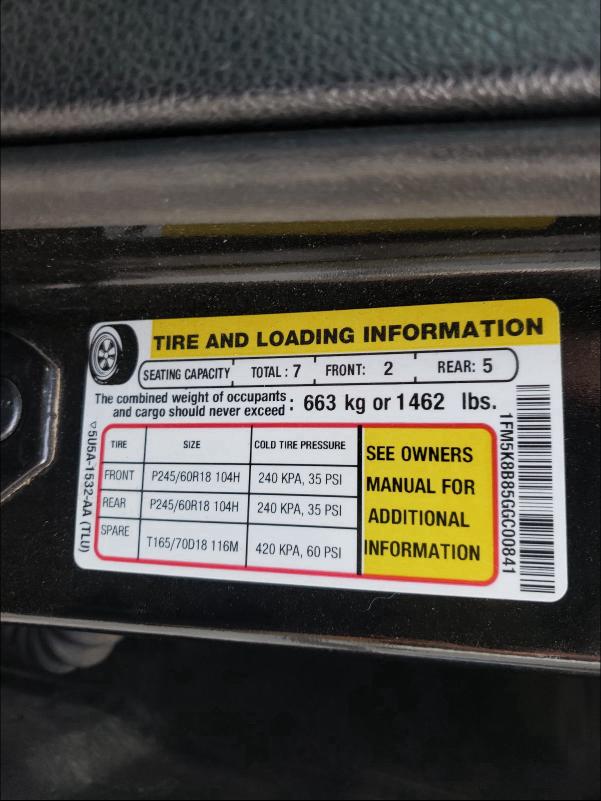 TIRE AND LOADING INFORMATION
SEATING CAPACITY TOTAL : 7 FRONT: 2 REAR: 5
The combined weight of occupants and cargo should never exceed : 663 kg or 1462 lbs.
TIRE SIZE COLD TIRE PRESSURE
FRONT P245/60R18 104H 240 KPA, 35 PSI
REAR P245/60R18 104H 240 KPA, 35 PSI
SPARE T165/70D18 116M 420 KPA, 60 PSI
SEE OWNERS
MANUAL FOR
ADDITIONAL
INFORMATION
5U5A-1532-AA (TLU)
1FM5K8B85GGC00841